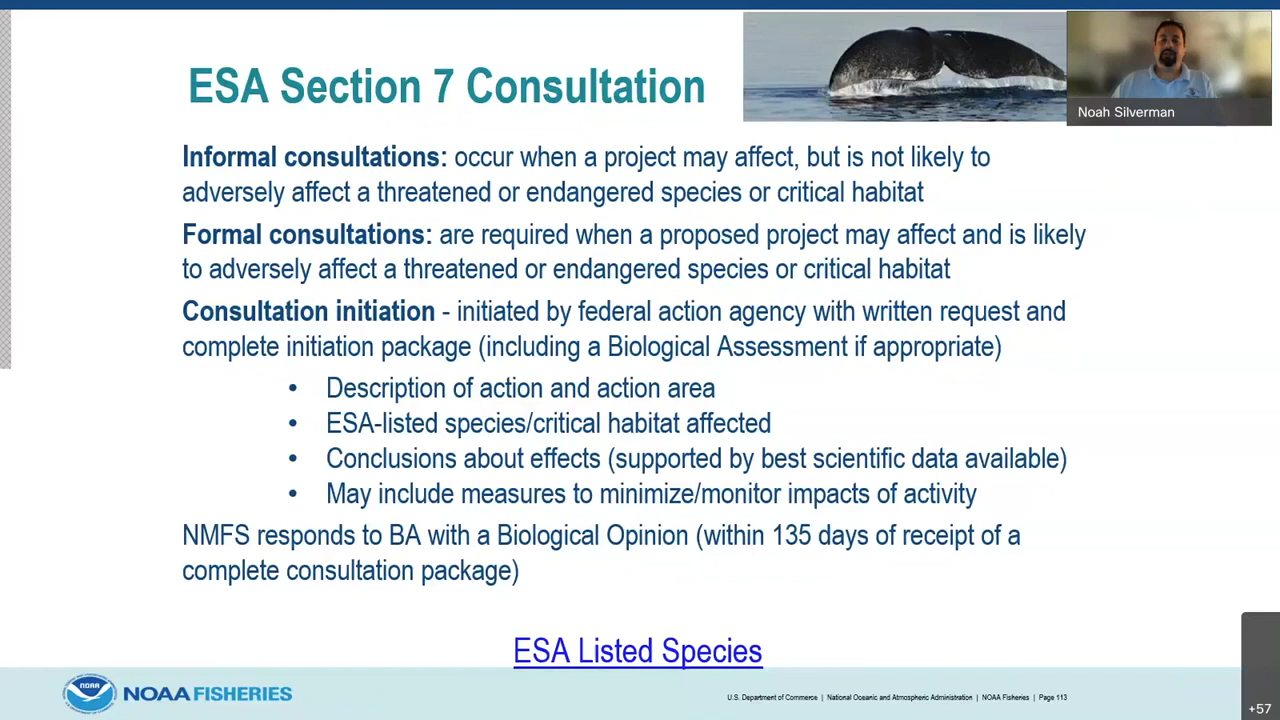 ESA Section 7 Consultation
Noah Silverman
Informal consultations: occur when a project may affect, but is not likely to
adversely affect a threatened or endangered species or critical habitat
Formal consultations: are required when a proposed project may affect and is likely
to adversely affect a threatened or endangered species or critical habitat
Consultation initiation - initiated by federal action agency with written request and
complete initiation package (including a Biological Assessment if appropriate)
• Description of action and action area
• ESA-listed species/critical habitat affected
• Conclusions about effects (supported by best scientific data available)
• May include measures to minimize/monitor impacts of activity
NMFS responds to BA with a Biological Opinion (within 135 days of receipt of a
complete consultation package)
ESA Listed Species
NOAA
NOAA FISHERIES
U.S. Department of Commerce | National Oceanic and Atmospheric Administration | NOAA Fisheries | Page 113
+57